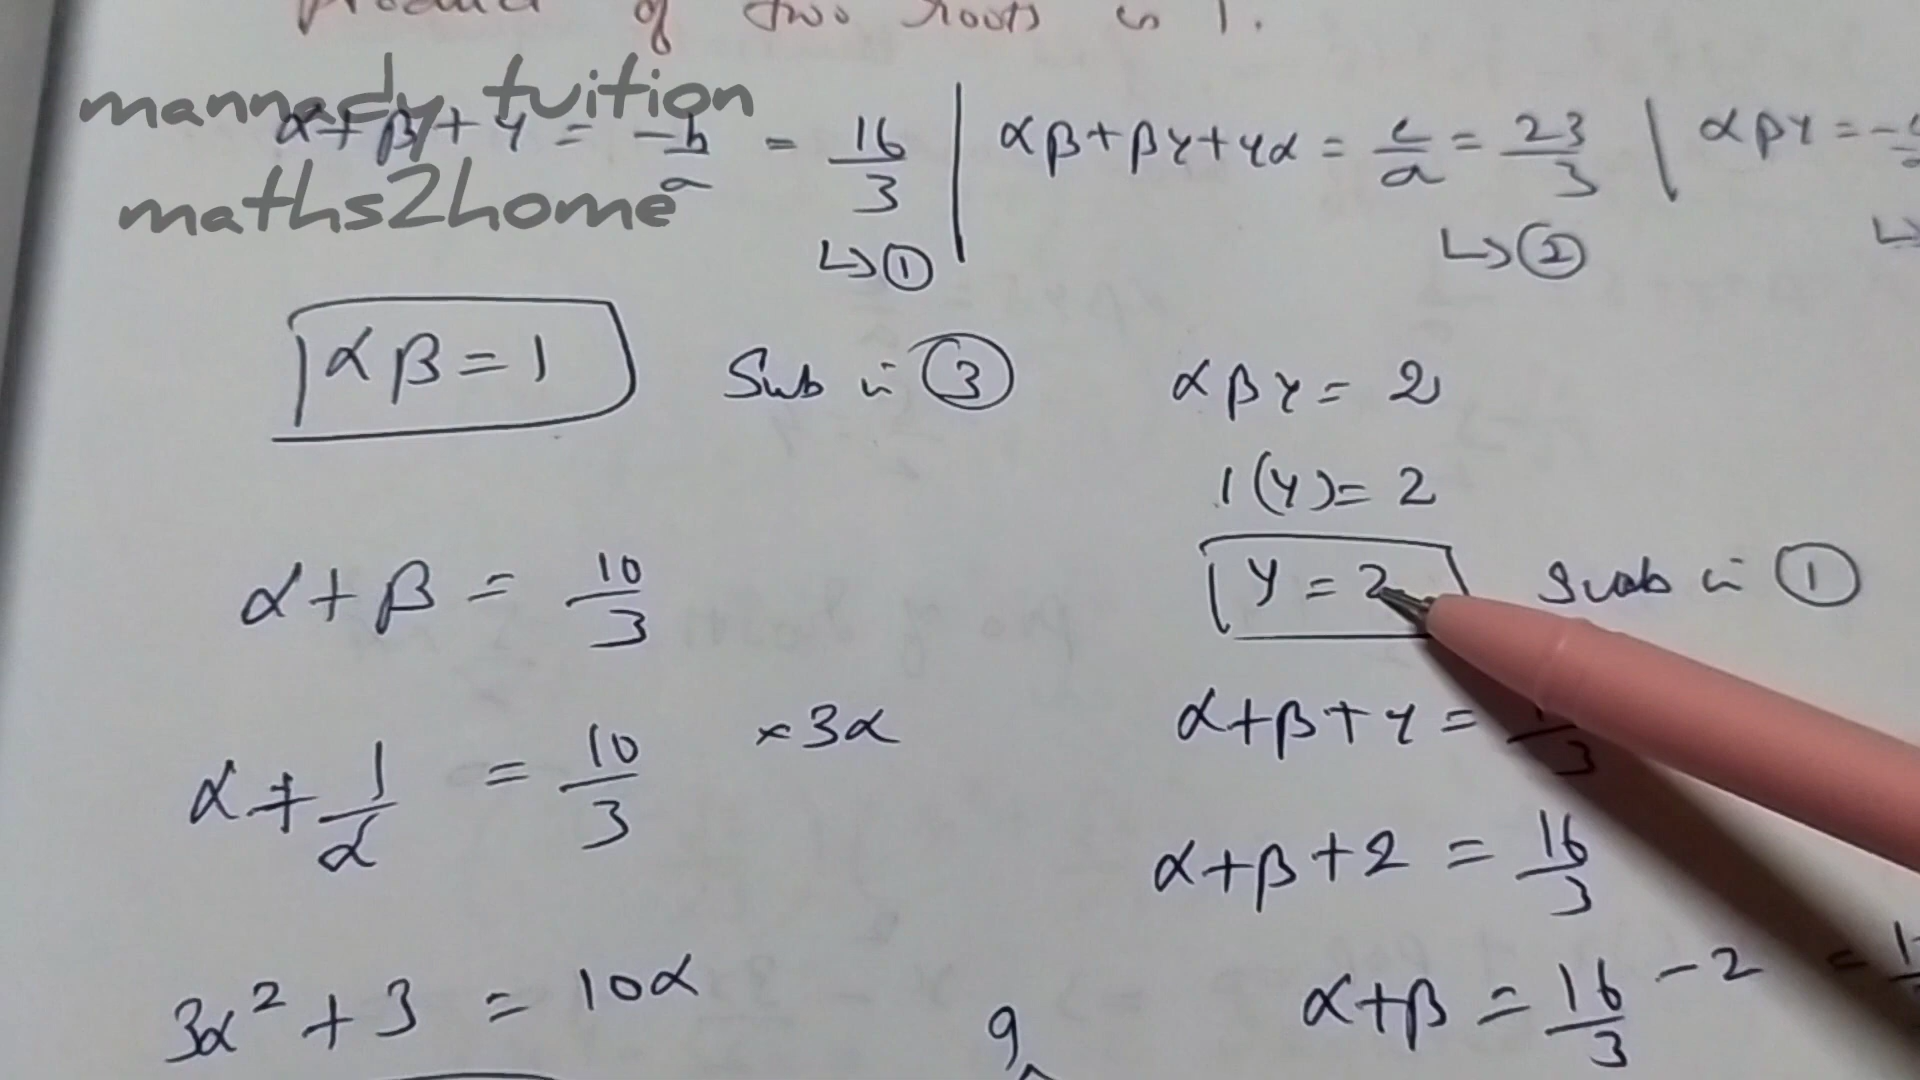 product of two roots is 1.
mannady tuition
α+β+γ = -b/a = 16/3 | αβ+βγ+γα = c/a = 23/3 | αβγ = -
maths2home
↳① ↳② ↳
αβ = 1 Sub in ③ αβγ = 2
1(γ) = 2
α+β = 10/3 γ = 2 Sub in ①
α + 1/α = 10/3 ×3α α+β+γ = /3
α+β+2 = 16/3
3α² + 3 = 10α 9 α+β = 16/3 - 2 =